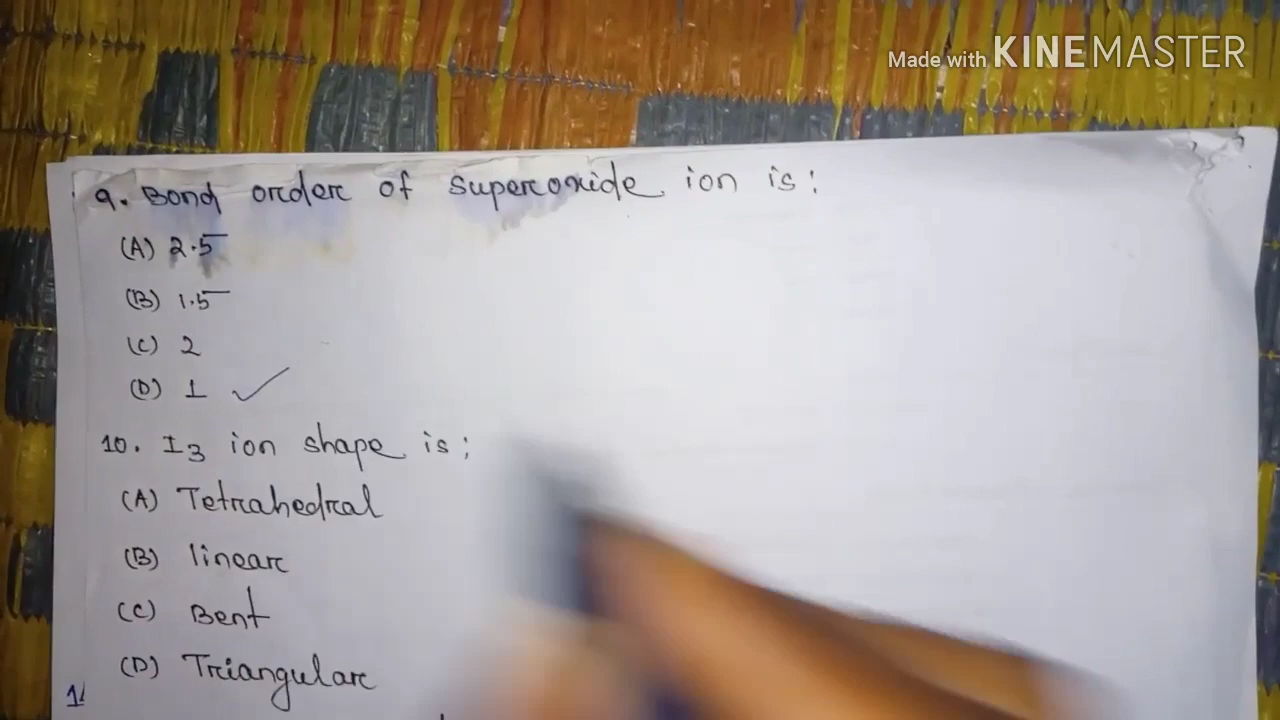 Made with KINEMASTER
9. Bond order of superoxide ion is:
(A) 2.5
(B) 1.5
(C) 2
(D) 1 ✓
10. I3 ion shape is:
(A) Tetrahedral
(B) linear
(C) Bent
(D) Triangular